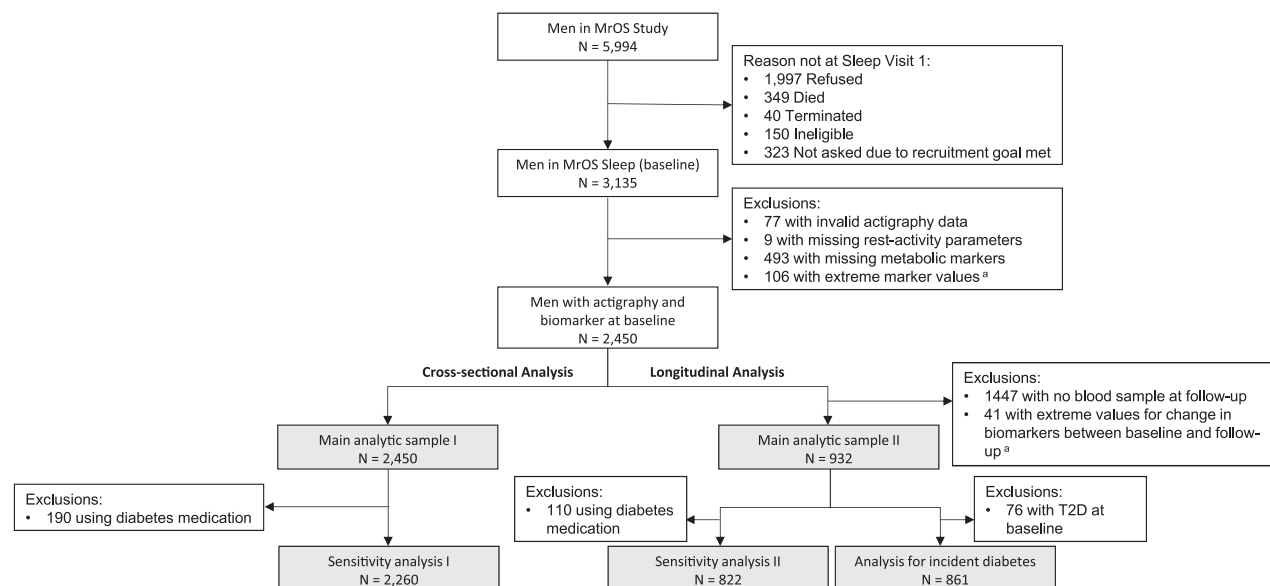 Men in MrOS Study
N = 5,994
Reason not at Sleep Visit 1:
• 1,997 Refused
• 349 Died
• 40 Terminated
• 150 Ineligible
• 323 Not asked due to recruitment goal met
Men in MrOS Sleep (baseline)
N = 3,135
Exclusions:
• 77 with invalid actigraphy data
• 9 with missing rest-activity parameters
• 493 with missing metabolic markers
• 106 with extreme marker values a
Men with actigraphy and
biomarker at baseline
N = 2,450
Cross-sectional Analysis
Longitudinal Analysis
Exclusions:
• 1447 with no blood sample at follow-up
• 41 with extreme values for change in
biomarkers between baseline and follow-
up a
Main analytic sample I
N = 2,450
Main analytic sample II
N = 932
Exclusions:
• 190 using diabetes medication
Exclusions:
• 110 using diabetes
medication
Exclusions:
• 76 with T2D at
baseline
Sensitivity analysis I
N = 2,260
Sensitivity analysis II
N = 822
Analysis for incident diabetes
N = 861